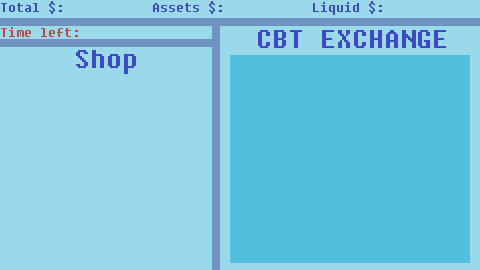 Total $: Assets $: Liquid $:
Time left:
Shop
CBT EXCHANGE